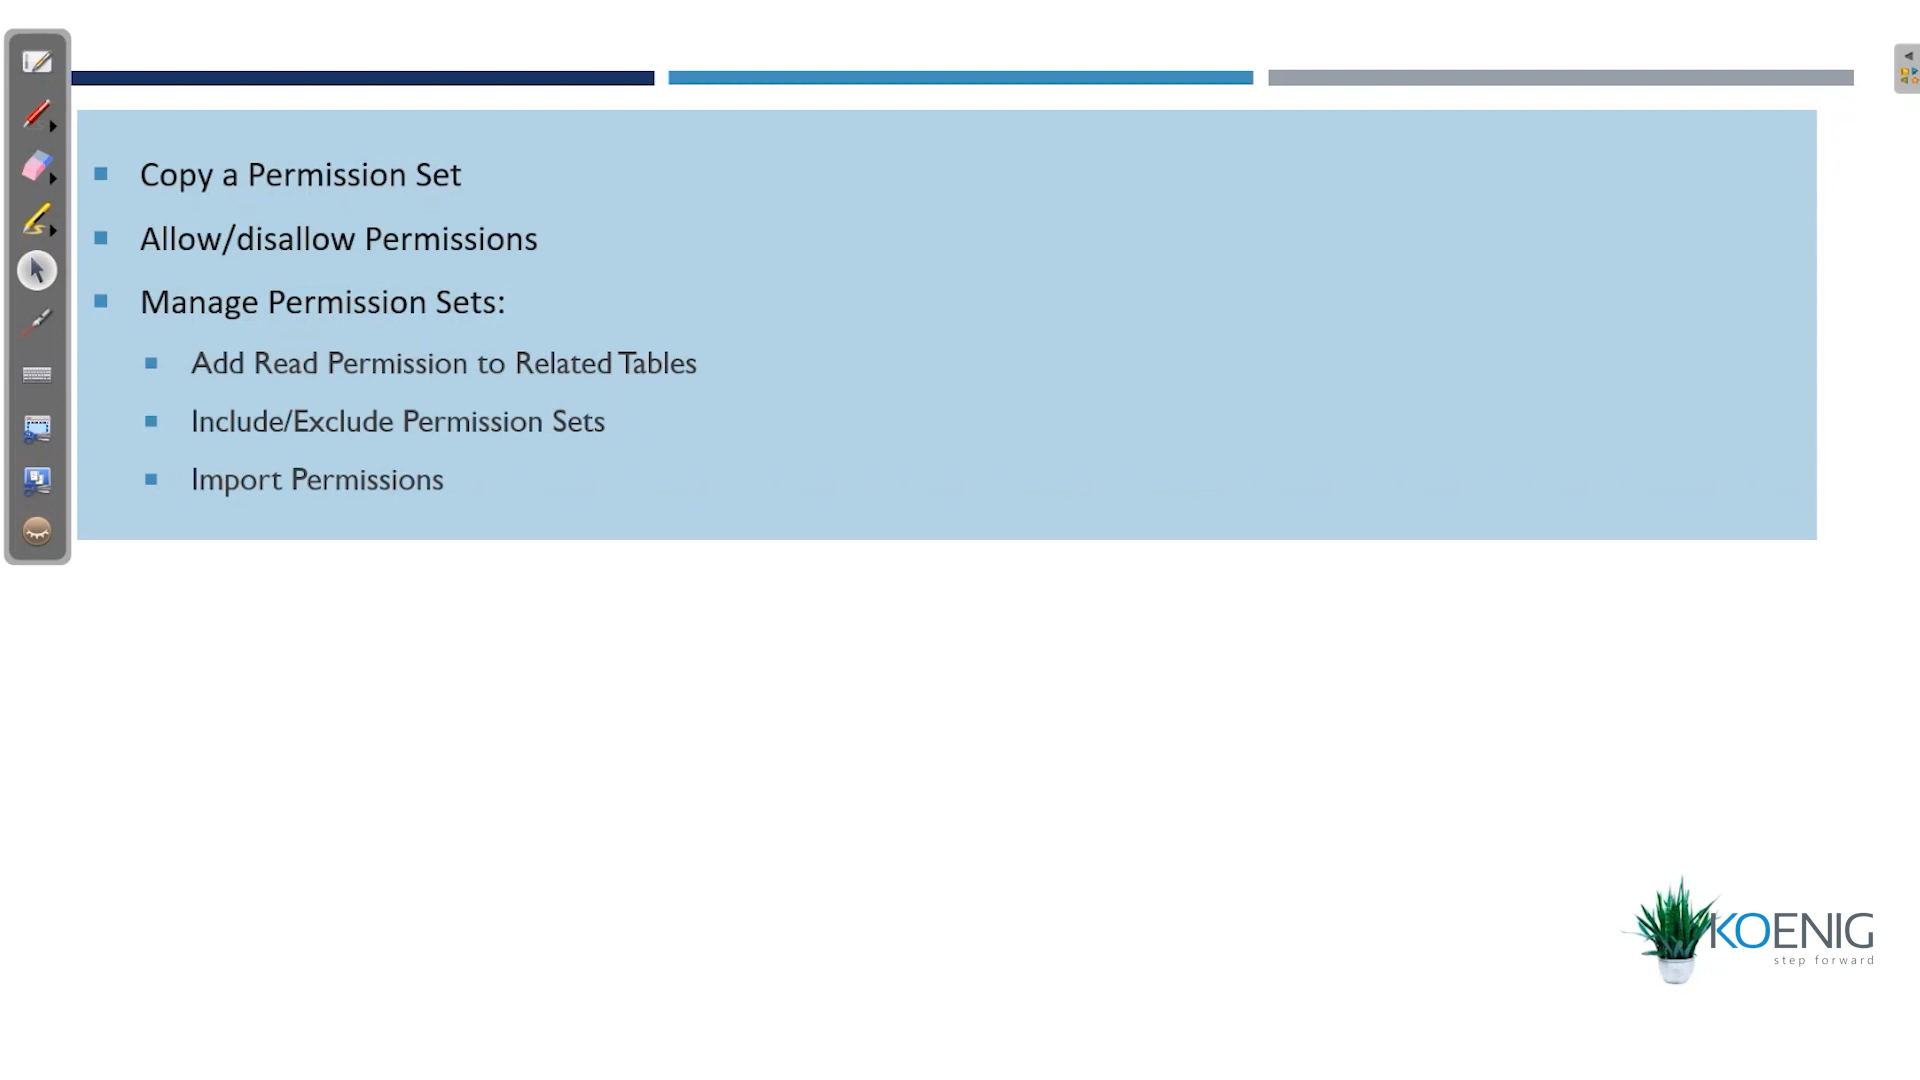 Copy a Permission Set
Allow/disallow Permissions
Manage Permission Sets:
Add Read Permission to Related Tables
Include/Exclude Permission Sets
Import Permissions
KOENIG
step forward